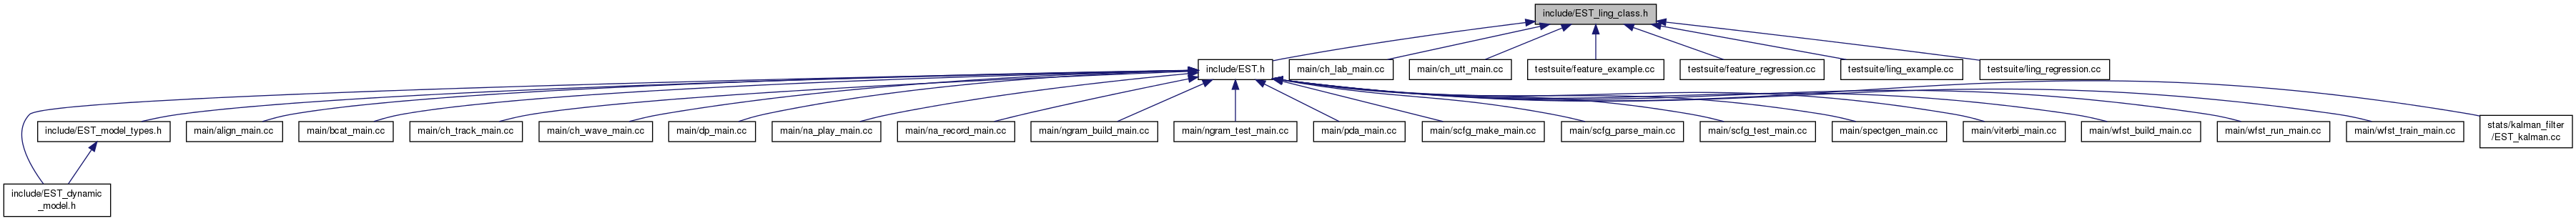 include/EST_ling_class.h
include/EST.h
main/ch_lab_main.cc
main/ch_utt_main.cc
testsuite/feature_example.cc
testsuite/feature_regression.cc
testsuite/ling_example.cc
testsuite/ling_regression.cc
include/EST_model_types.h
main/align_main.cc
main/bcat_main.cc
main/ch_track_main.cc
main/ch_wave_main.cc
main/dp_main.cc
main/na_play_main.cc
main/na_record_main.cc
main/ngram_build_main.cc
main/ngram_test_main.cc
main/pda_main.cc
main/scfg_make_main.cc
main/scfg_parse_main.cc
main/scfg_test_main.cc
main/spectgen_main.cc
main/viterbi_main.cc
main/wfst_build_main.cc
main/wfst_run_main.cc
main/wfst_train_main.cc
stats/kalman_filter
/EST_kalman.cc
include/EST_dynamic
_model.h